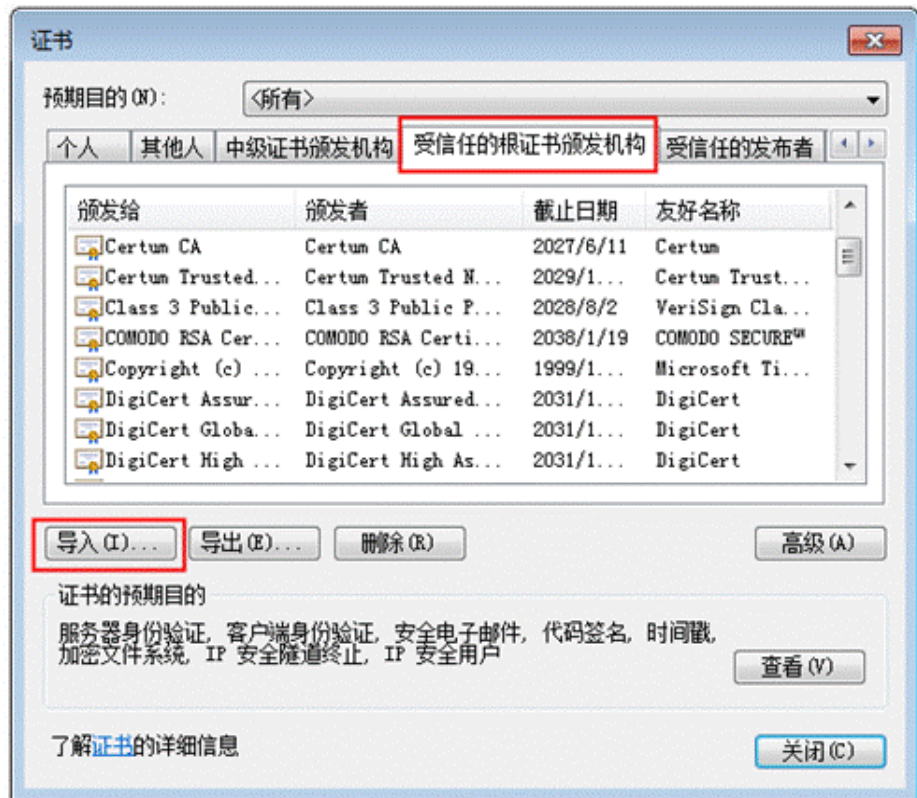 证书
预期目的(N): <所有>
个人 其他人 中级证书颁发机构 受信任的根证书颁发机构 受信任的发布者
颁发给 颁发者 截止日期 友好名称
Certum CA Certum CA 2027/6/11 Certum
Certum Trusted... Certum Trusted N... 2029/1... Certum Trust...
Class 3 Public... Class 3 Public P... 2028/8/2 VeriSign Cla...
COMODO RSA Cer... COMODO RSA Certi... 2038/1/19 COMODO SECURE™
Copyright (c) ... Copyright (c) 19... 1999/1... Microsoft Ti...
DigiCert Assur... DigiCert Assured... 2031/1... DigiCert
DigiCert Globa... DigiCert Global ... 2031/1... DigiCert
DigiCert High ... DigiCert High As... 2031/1... DigiCert
导入(I)... 导出(E)... 删除(R) 高级(A)
证书的预期目的
服务器身份验证, 客户端身份验证, 安全电子邮件, 代码签名, 时间戳,
加密文件系统, IP 安全隧道终止, IP 安全用户
查看(V)
了解证书的详细信息
关闭(C)